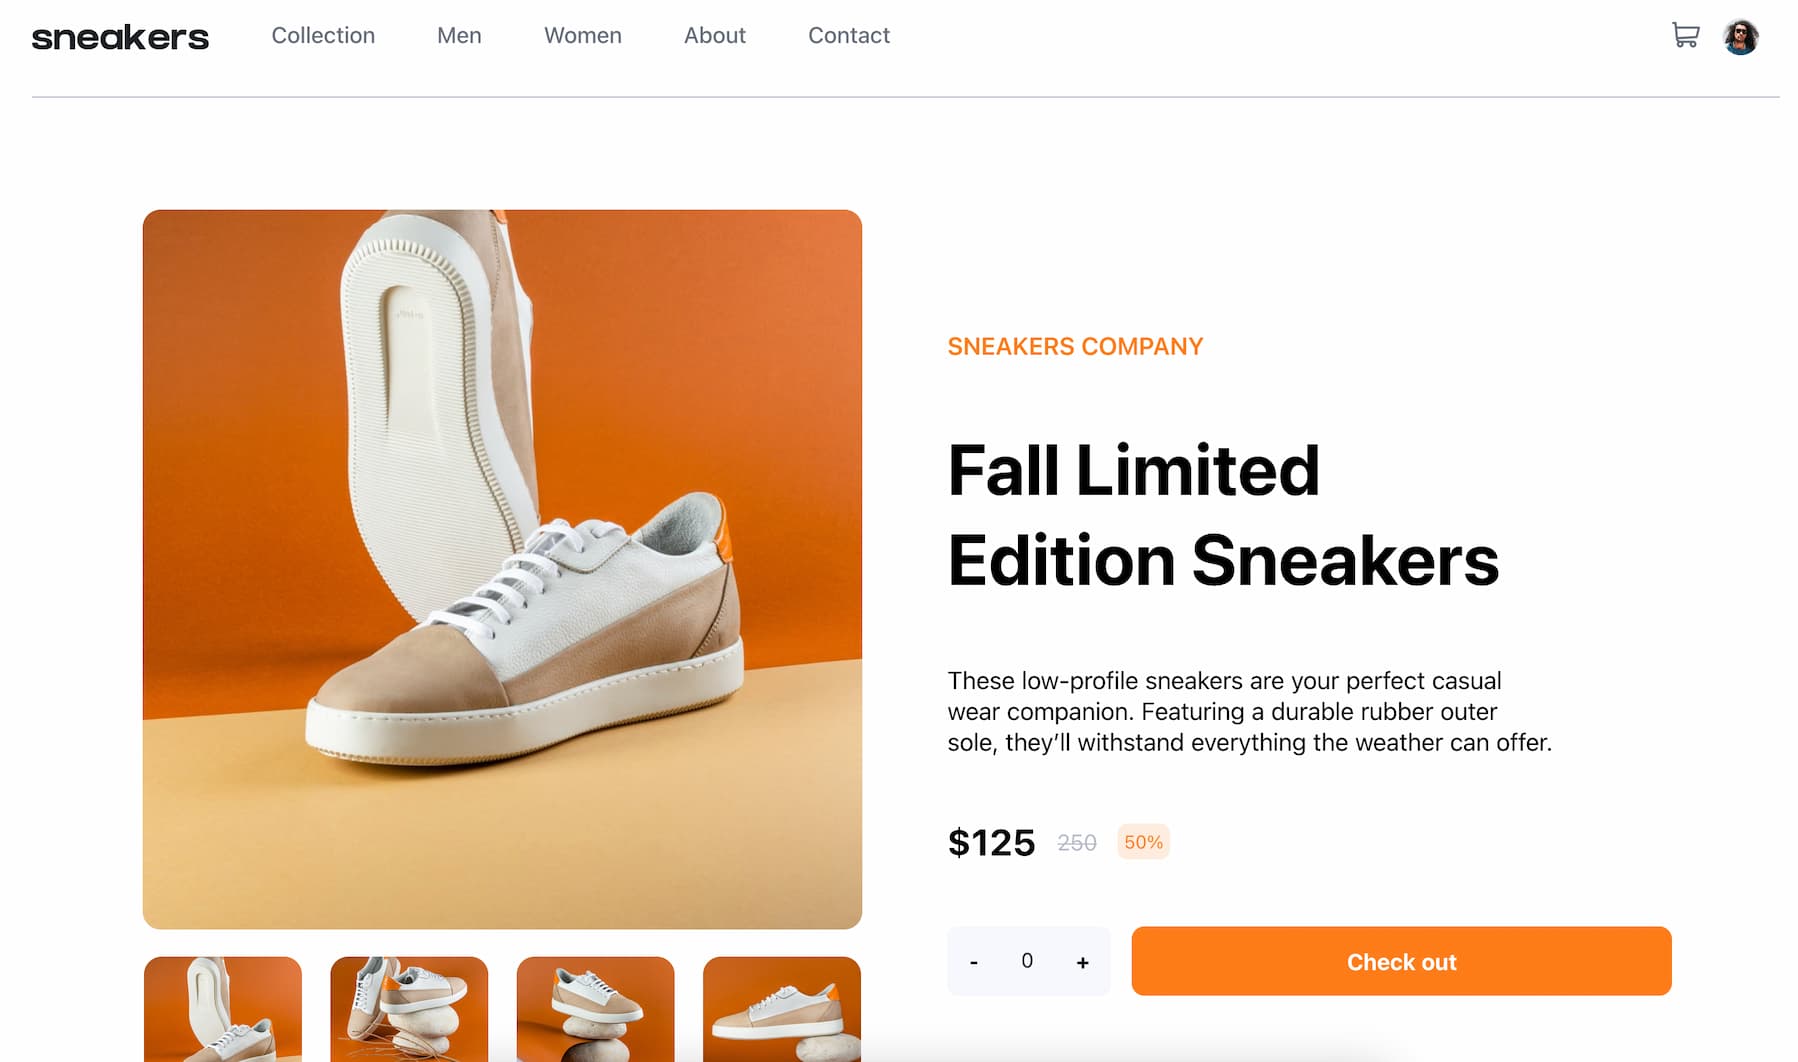 sneakers
Collection
Men
Women
About
Contact
SNEAKERS COMPANY
Fall Limited
Edition Sneakers
These low-profile sneakers are your perfect casual
wear companion. Featuring a durable rubber outer
sole, they’ll withstand everything the weather can offer.
$125 250 50%
- 0 +
Check out